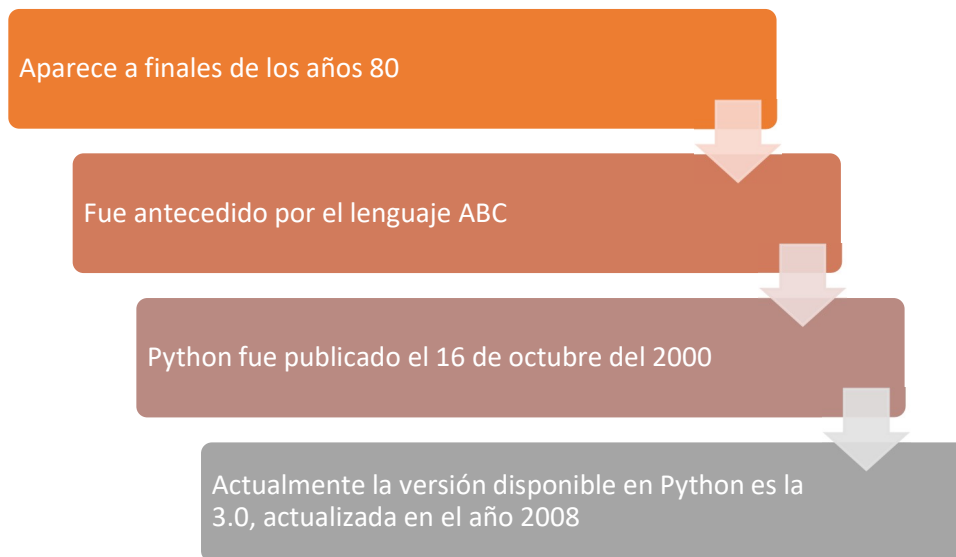 Aparece a finales de los años 80
Fue antecedido por el lenguaje ABC
Python fue publicado el 16 de octubre del 2000
Actualmente la versión disponible en Python es la
3.0, actualizada en el año 2008